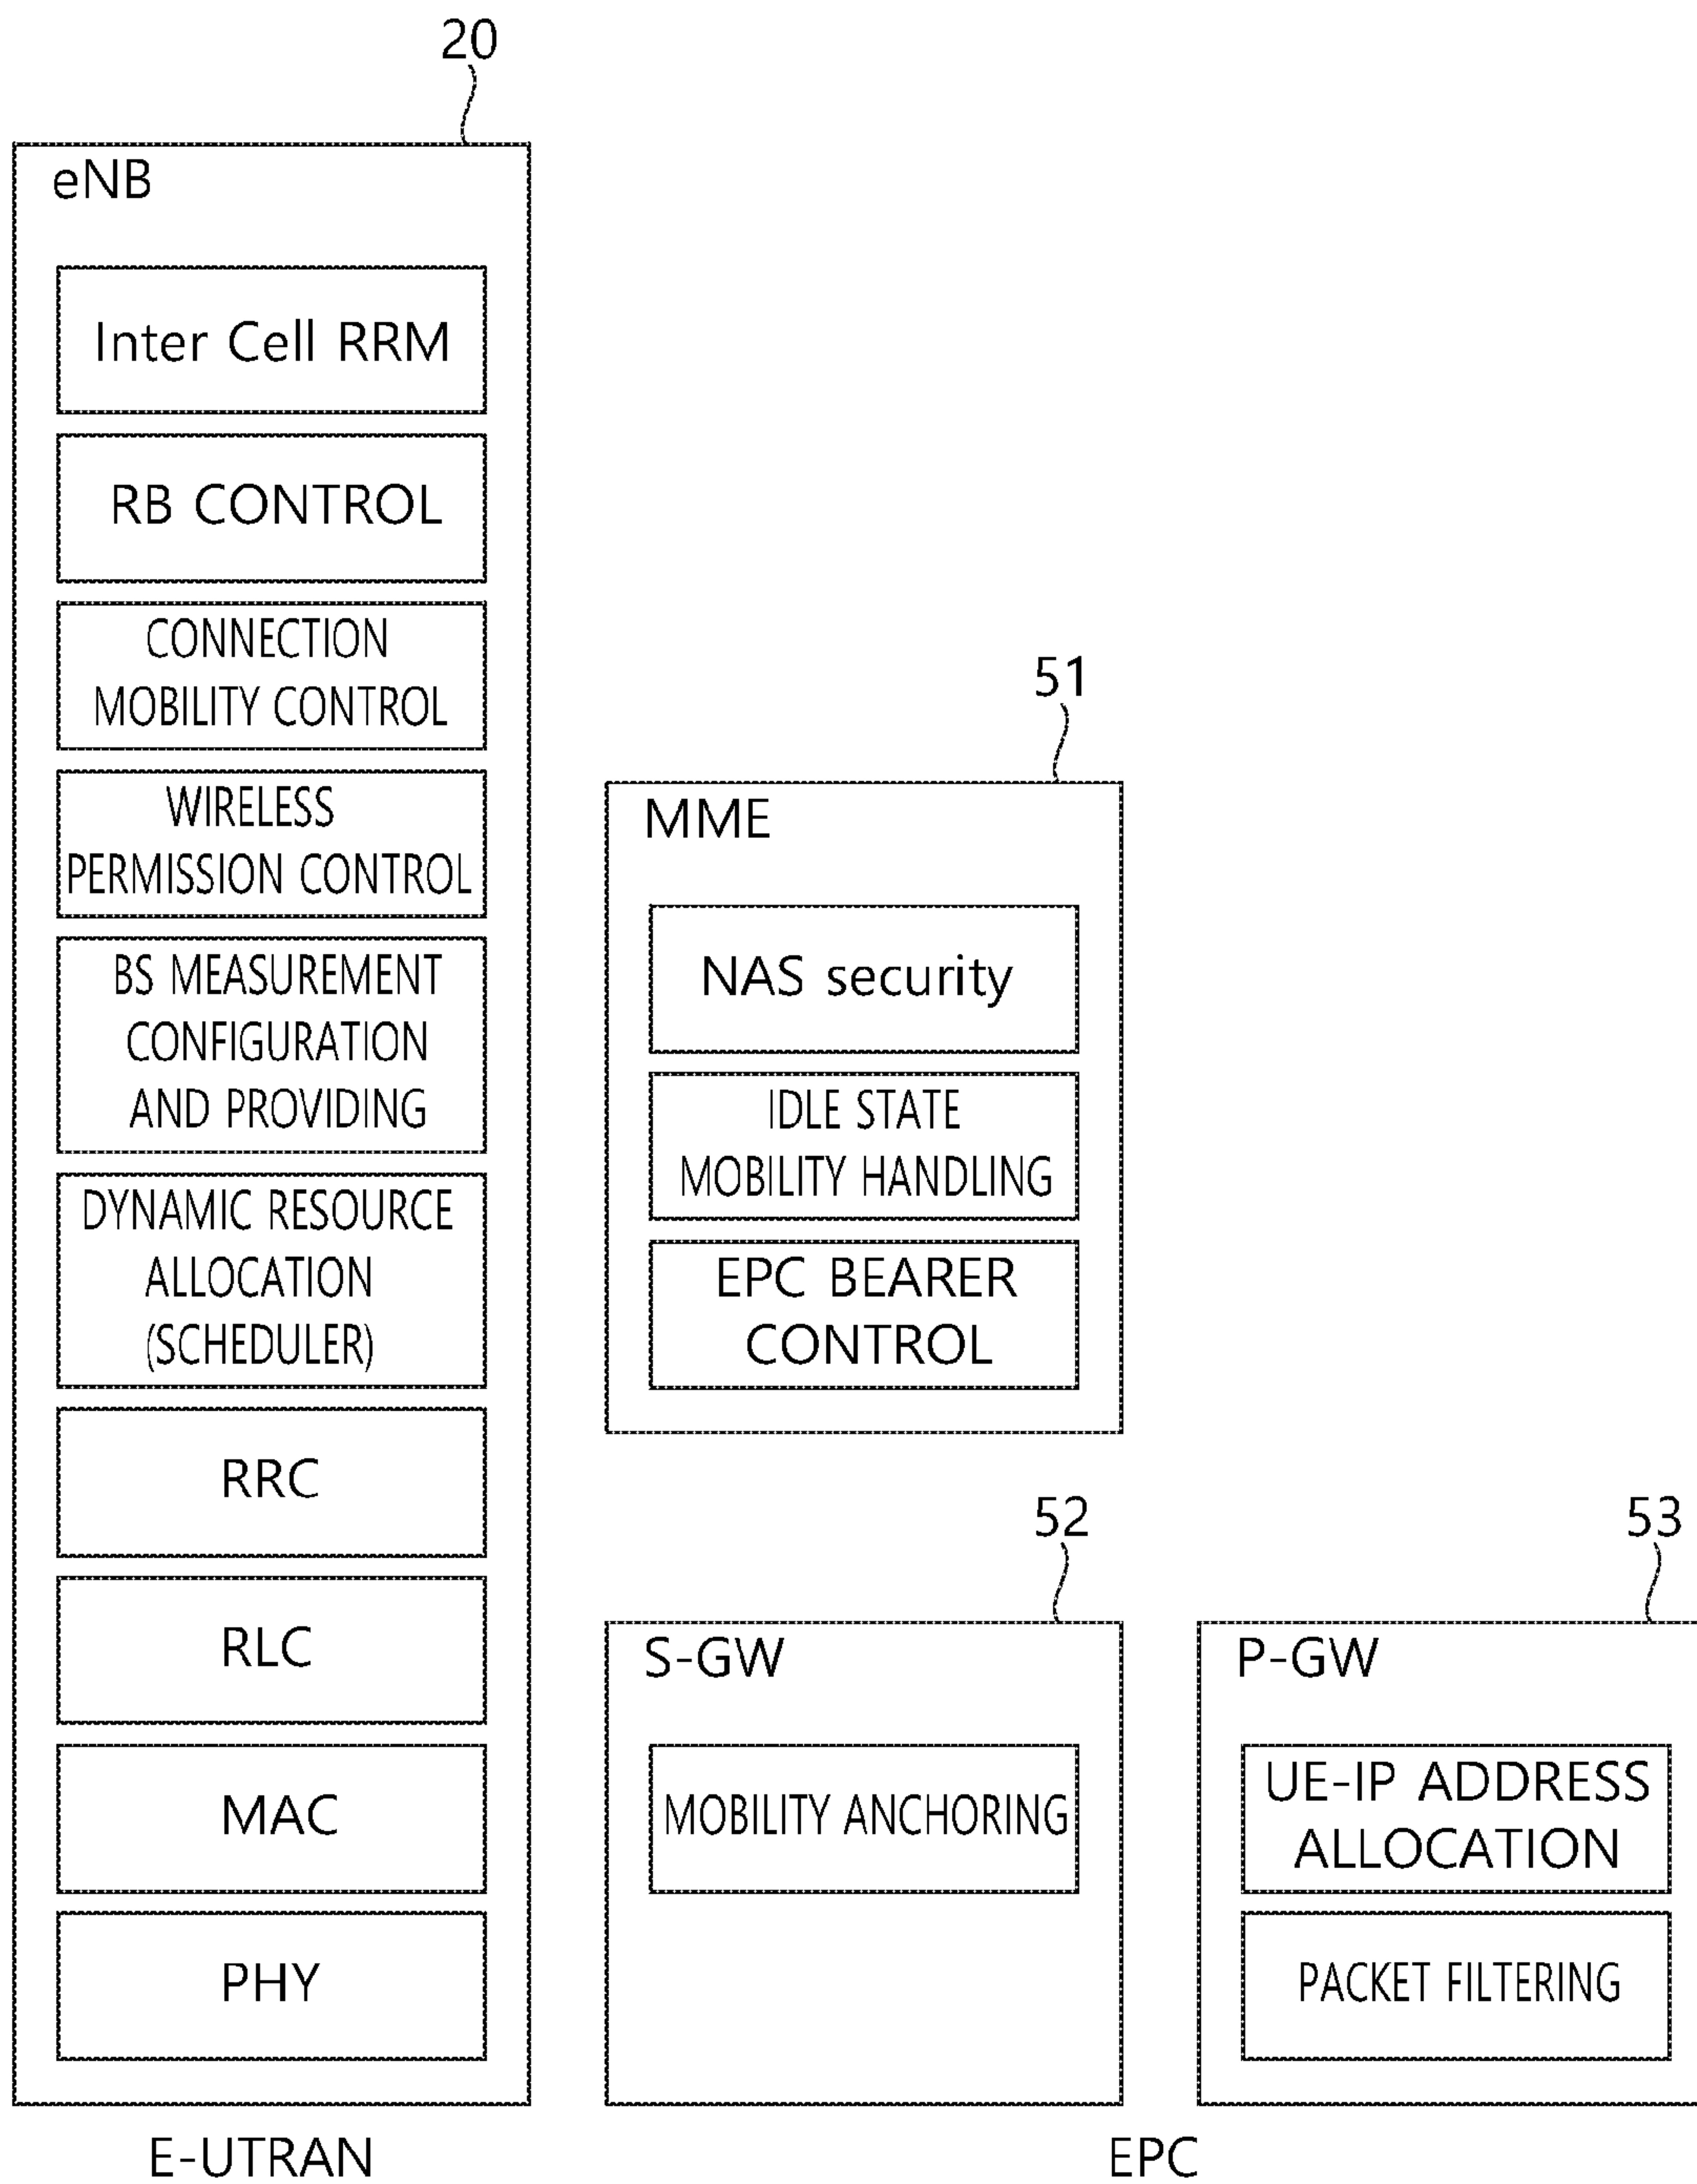 20
eNB
Inter Cell RRM
RB CONTROL
CONNECTION
MOBILITY CONTROL
WIRELESS
PERMISSION CONTROL
BS MEASUREMENT
CONFIGURATION
AND PROVIDING
DYNAMIC RESOURCE
ALLOCATION
(SCHEDULER)
RRC
RLC
MAC
PHY
E-UTRAN
51
MME
NAS security
IDLE STATE
MOBILITY HANDLING
EPC BEARER
CONTROL
52
S-GW
MOBILITY ANCHORING
53
P-GW
UE-IP ADDRESS
ALLOCATION
PACKET FILTERING
EPC